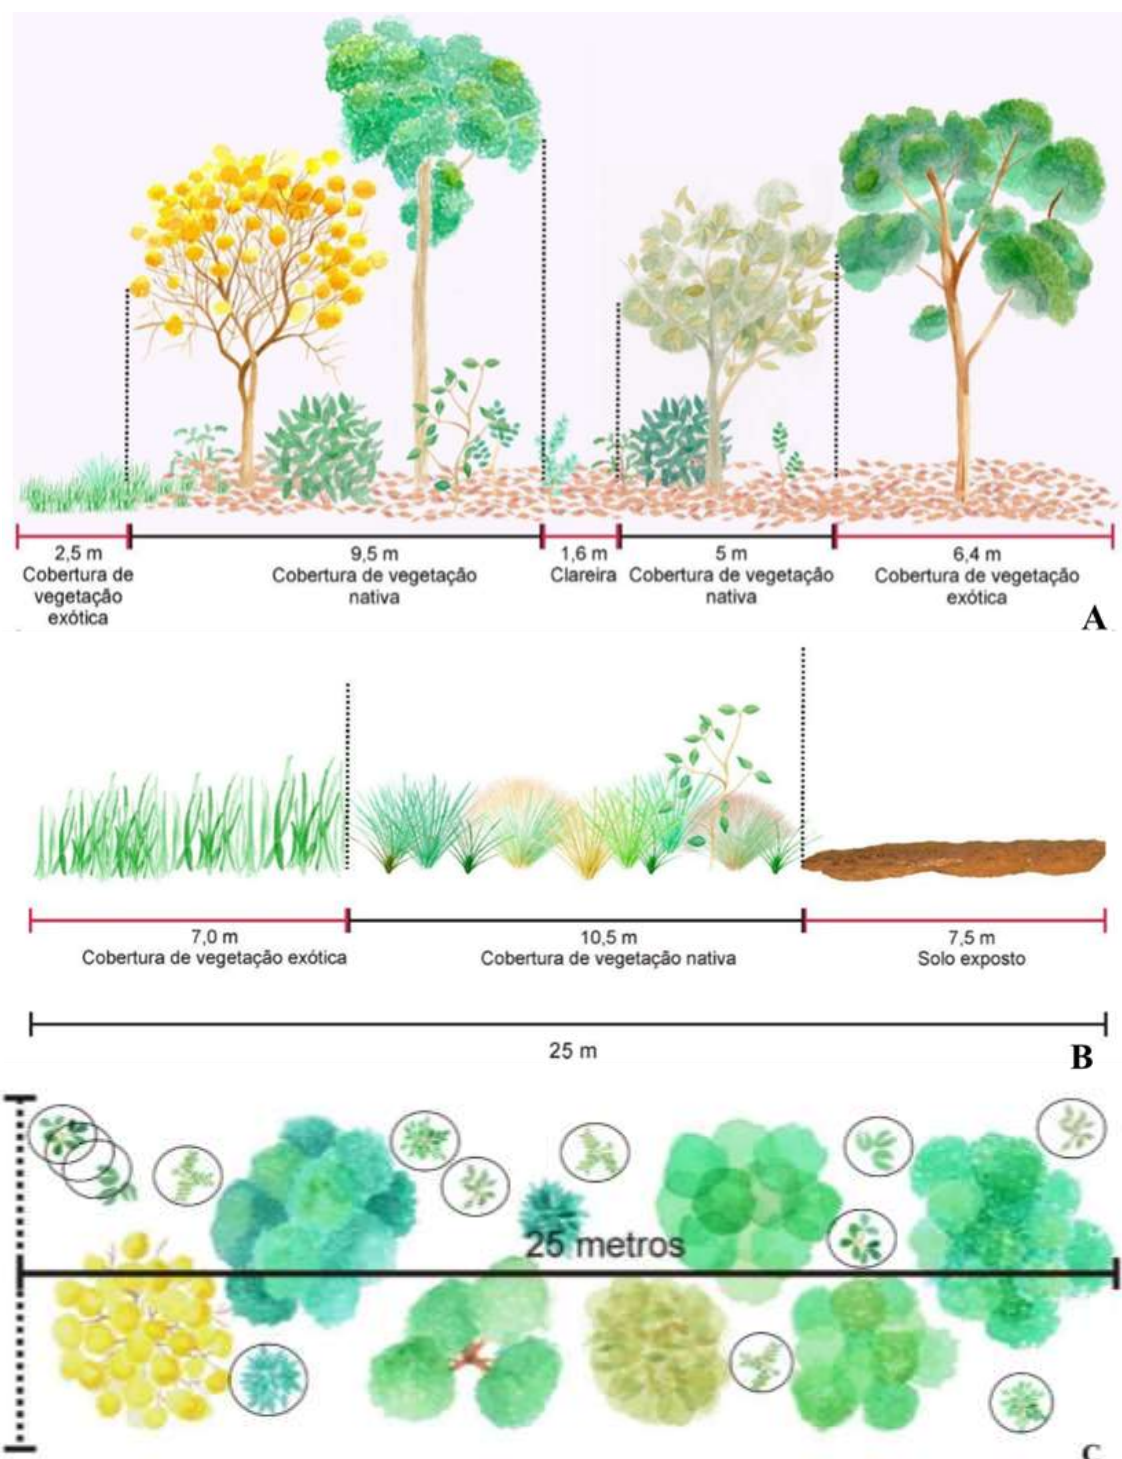 2,5 m
Cobertura de
vegetação
exótica
9,5 m
Cobertura de vegetação
nativa
1,6 m
Clareira
5 m
Cobertura de vegetação
nativa
6,4 m
Cobertura de vegetação
exótica
A
7,0 m
Cobertura de vegetação exótica
10,5 m
Cobertura de vegetação nativa
7,5 m
Solo exposto
25 m
B
25 metros
C